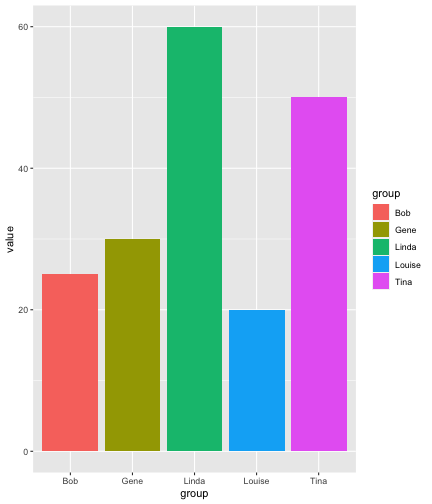 60
40
20
0
value
Bob Gene Linda Louise Tina
group
group
Bob
Gene
Linda
Louise
Tina